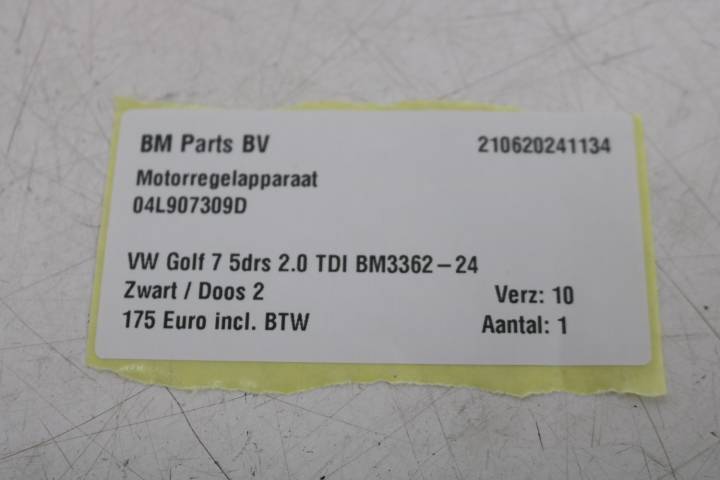 BM Parts BV 210620241134
Motorregelapparaat
04L907309D
VW Golf 7 5drs 2.0 TDI BM3362-24
Zwart / Doos 2 Verz: 10
175 Euro incl. BTW Aantal: 1